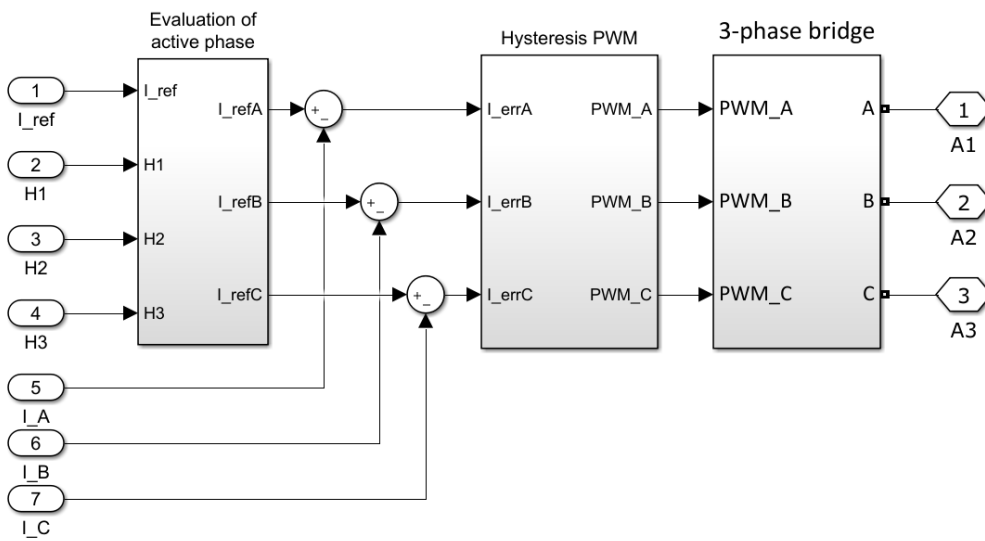 Evaluation of
active phase
Hysteresis PWM
3-phase bridge
1
I_ref
I_ref
I_refA
+
-
I_errA
PWM_A
PWM_A
A
1
A1
2
H1
H1
I_refB
+
-
I_errB
PWM_B
PWM_B
B
2
A2
3
H2
H2
I_refC
+
-
I_errC
PWM_C
PWM_C
C
3
A3
4
H3
H3
5
I_A
6
I_B
7
I_C